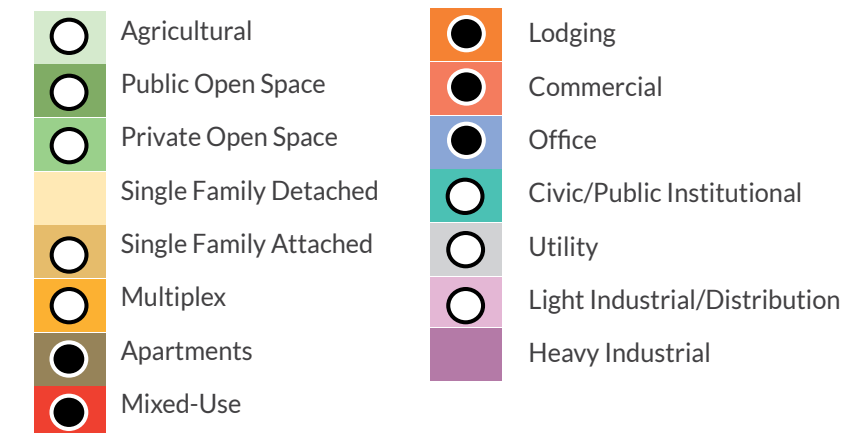 Agricultural
Public Open Space
Private Open Space
Single Family Detached
Single Family Attached
Multiplex
Apartments
Mixed-Use
Lodging
Commercial
Office
Civic/Public Institutional
Utility
Light Industrial/Distribution
Heavy Industrial